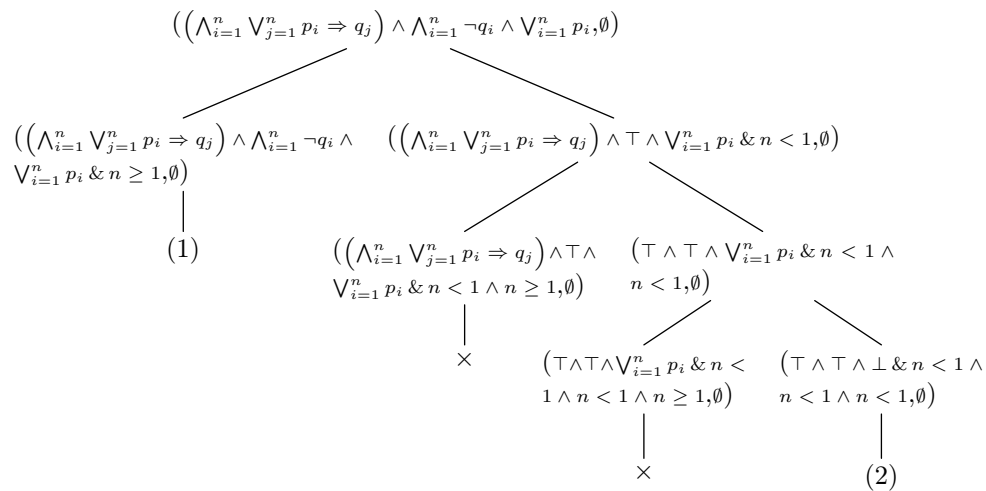 ((⋀ⁿᵢ₌₁ ⋁ⁿⱼ₌₁ pᵢ ⇒ qⱼ) ∧ ⋀ⁿᵢ₌₁ ¬qᵢ ∧ ⋁ⁿᵢ₌₁ pᵢ,∅)
((⋀ⁿᵢ₌₁ ⋁ⁿⱼ₌₁ pᵢ ⇒ qⱼ) ∧ ⋀ⁿᵢ₌₁ ¬qᵢ ∧
⋁ⁿᵢ₌₁ pᵢ & n ≥ 1,∅)
((⋀ⁿᵢ₌₁ ⋁ⁿⱼ₌₁ pᵢ ⇒ qⱼ) ∧ ⊤ ∧ ⋁ⁿᵢ₌₁ pᵢ & n < 1,∅)
(1)
((⋀ⁿᵢ₌₁ ⋁ⁿⱼ₌₁ pᵢ ⇒ qⱼ) ∧ ⊤ ∧
⋁ⁿᵢ₌₁ pᵢ & n < 1 ∧ n ≥ 1,∅)
(⊤ ∧ ⊤ ∧ ⋁ⁿᵢ₌₁ pᵢ & n < 1 ∧
n < 1,∅)
×
(⊤ ∧ ⊤ ∧ ⋁ⁿᵢ₌₁ pᵢ & n <
1 ∧ n < 1 ∧ n ≥ 1,∅)
(⊤ ∧ ⊤ ∧ ⊥ & n < 1 ∧
n < 1 ∧ n < 1,∅)
×
(2)